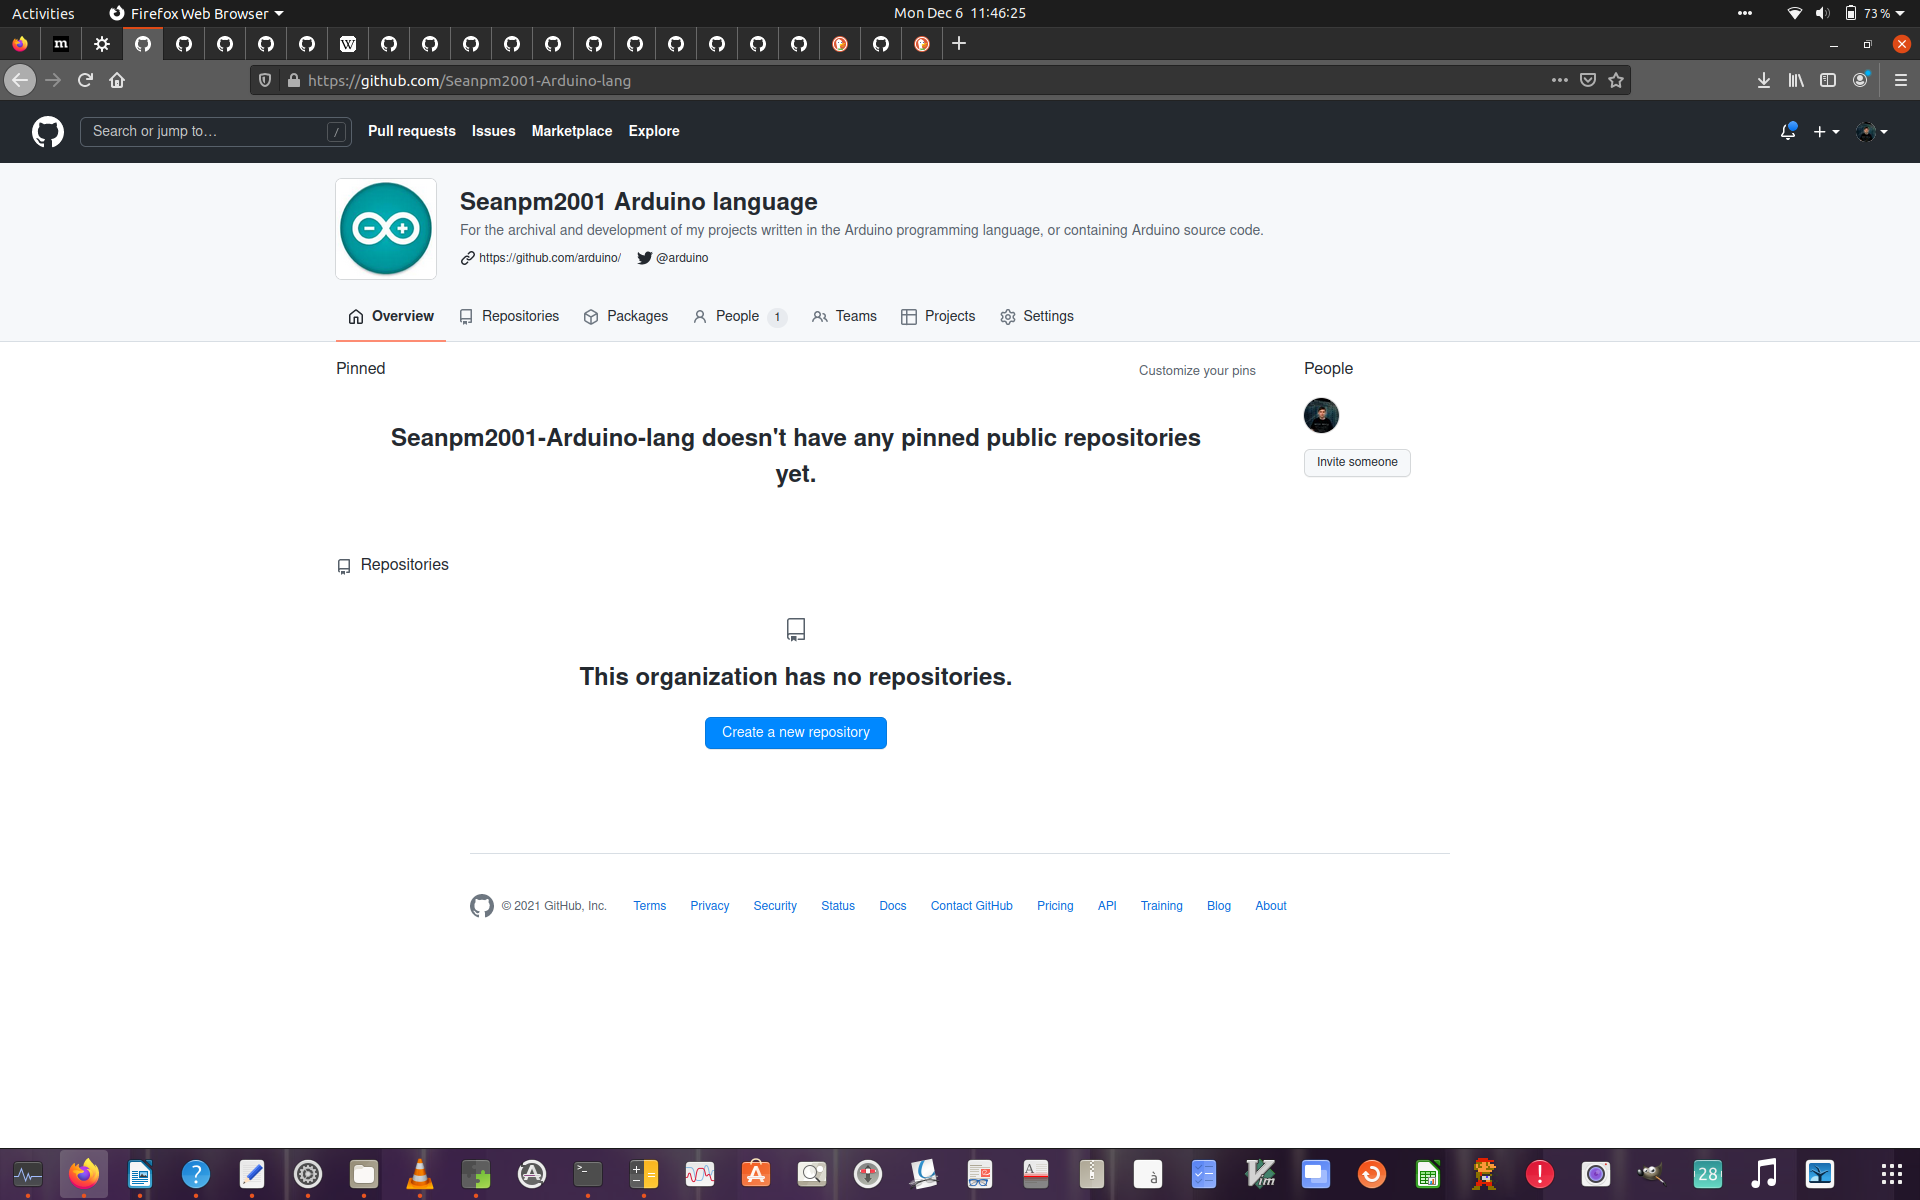 Activities
Firefox Web Browser
Mon Dec 6 11:46:25
73 %
https://github.com/Seanpm2001-Arduino-lang
Search or jump to…
/
Pull requests
Issues
Marketplace
Explore
Seanpm2001 Arduino language
For the archival and development of my projects written in the Arduino programming language, or containing Arduino source code.
https://github.com/arduino/
@arduino
Overview
Repositories
Packages
People 1
Teams
Projects
Settings
Pinned
Customize your pins
People
Seanpm2001-Arduino-lang doesn't have any pinned public repositories
yet.
Invite someone
Repositories
This organization has no repositories.
Create a new repository
© 2021 GitHub, Inc.
Terms
Privacy
Security
Status
Docs
Contact GitHub
Pricing
API
Training
Blog
About
28